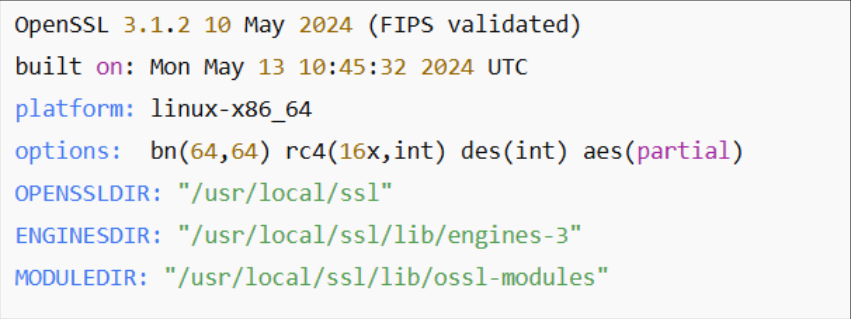 OpenSSL 3.1.2 10 May 2024 (FIPS validated)
built on: Mon May 13 10:45:32 2024 UTC
platform: linux-x86_64
options:  bn(64,64) rc4(16x,int) des(int) aes(partial)
OPENSSLDIR: "/usr/local/ssl"
ENGINESDIR: "/usr/local/ssl/lib/engines-3"
MODULEDIR: "/usr/local/ssl/lib/ossl-modules"